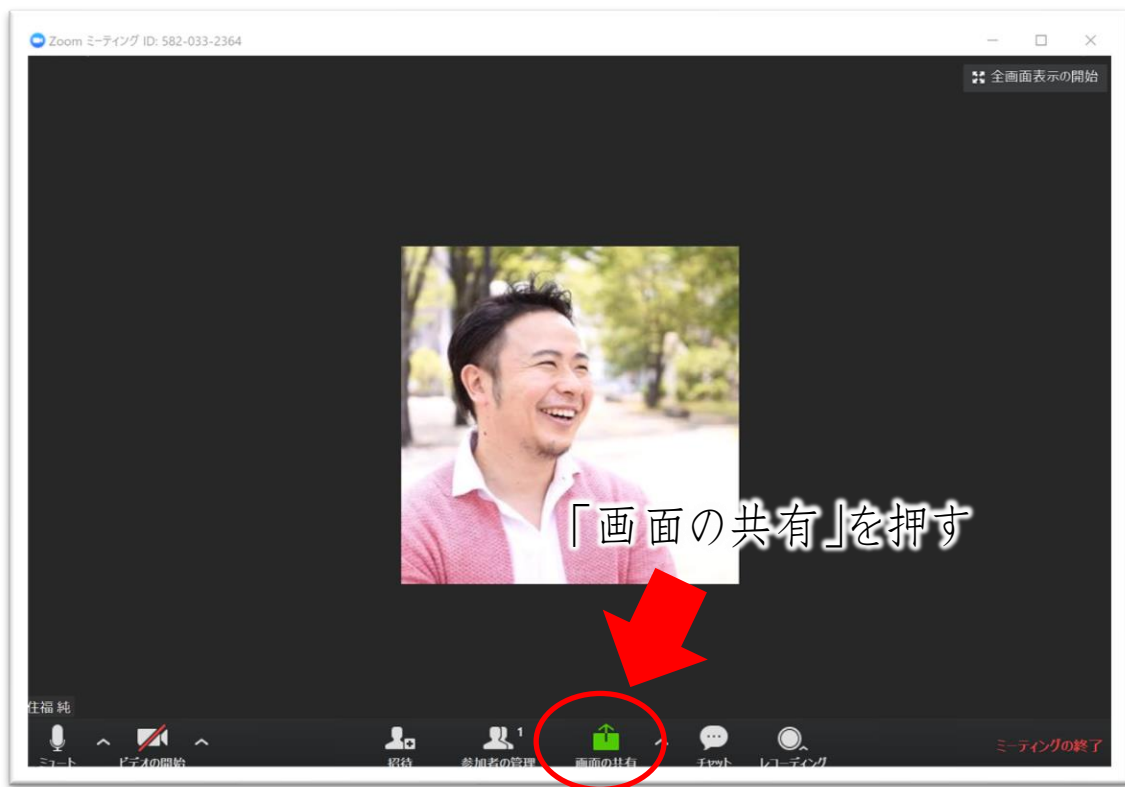 Zoom ミーティング ID: 582-033-2364
全画面表示の開始
「画面の共有」を押す
住福 純
ミュート
ビデオの開始
招待
参加者の管理
1
画面の共有
チャット
レコーディング
ミーティングの終了